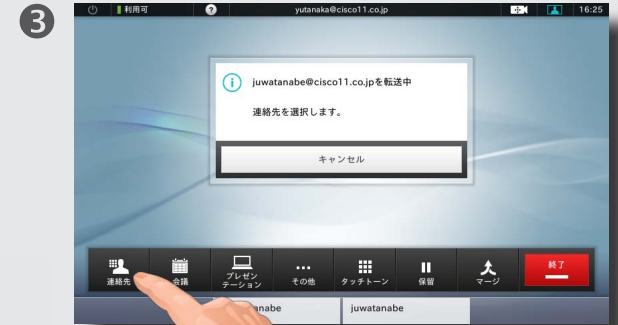 3
利用可
?
yutanaka@cisco11.co.jp
16:25
juwatanabe@cisco11.co.jpを転送中
連絡先を選択します。
キャンセル
連絡先
会議
プレゼン
テーション
その他
タッチトーン
保留
マージ
終了
anabe
juwatanabe